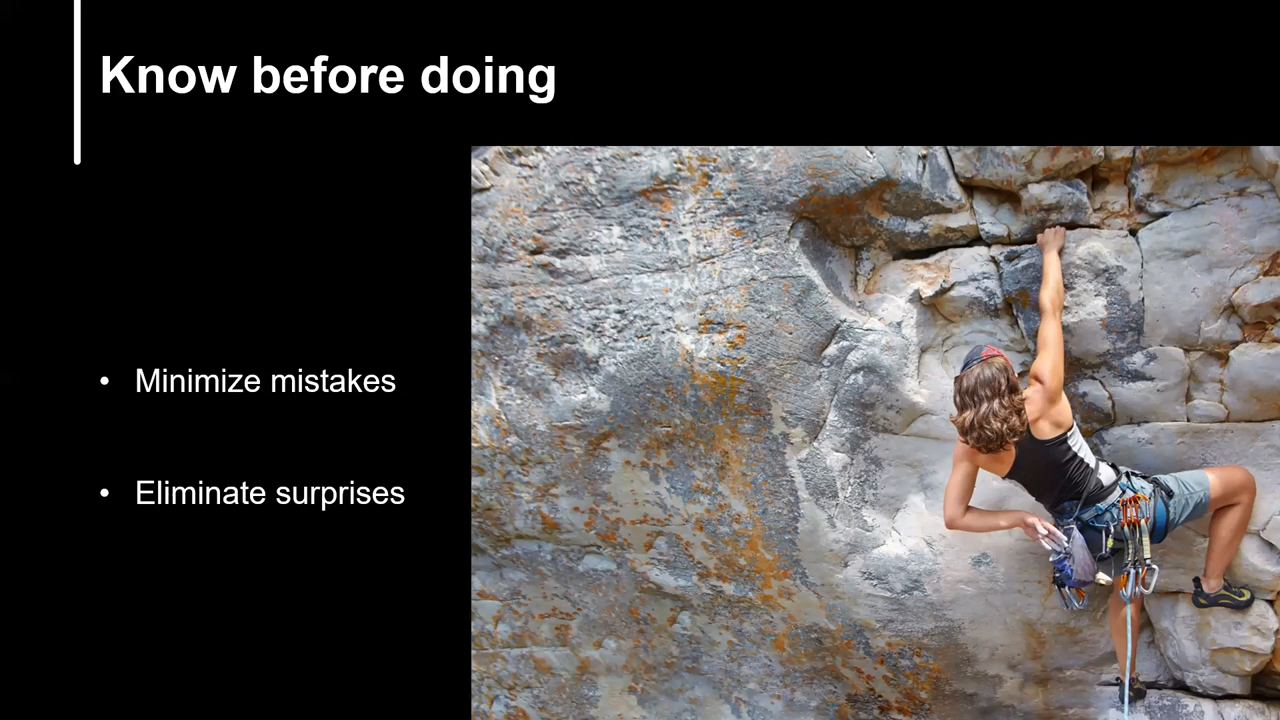 Know before doing
• Minimize mistakes
• Eliminate surprises